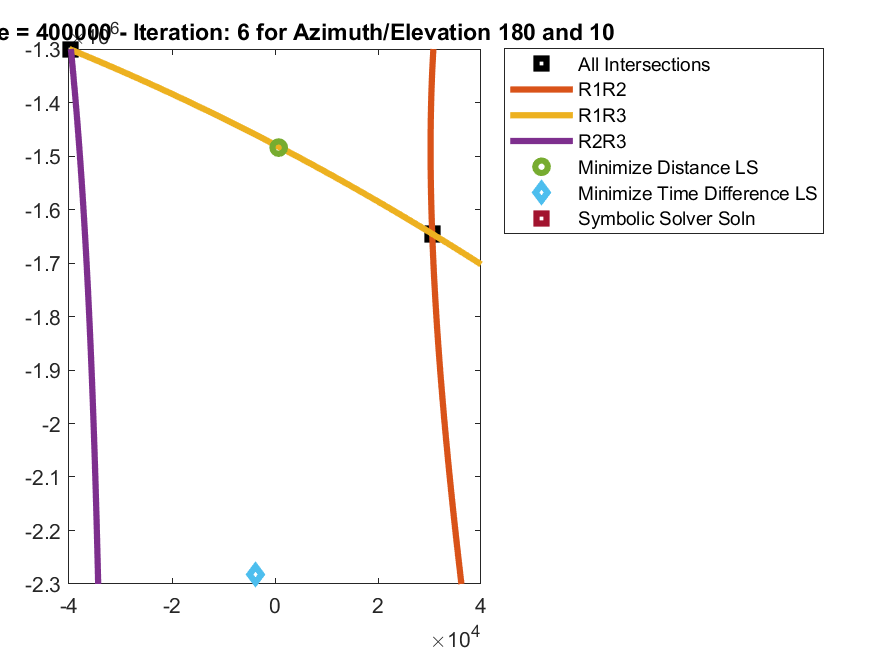 e = 400000 - Iteration: 6 for Azimuth/Elevation 180 and 10
×10^6
-1.3
-1.4
-1.5
-1.6
-1.7
-1.8
-1.9
-2
-2.1
-2.2
-2.3
-4 -2 0 2 4
×10^4
All Intersections
R1R2
R1R3
R2R3
Minimize Distance LS
Minimize Time Difference LS
Symbolic Solver Soln